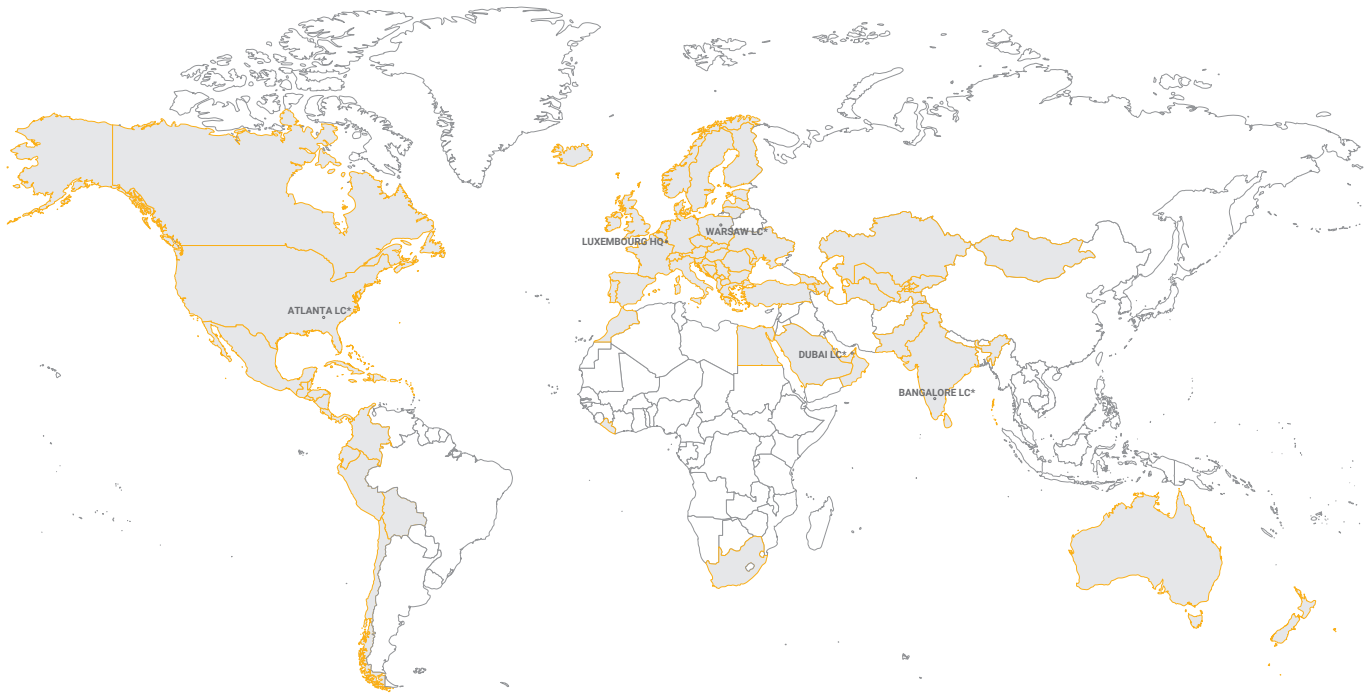 WARSAW LC*
LUXEMBOURG HQ
ATLANTA LC*
DUBAI LC*
BANGALORE LC*